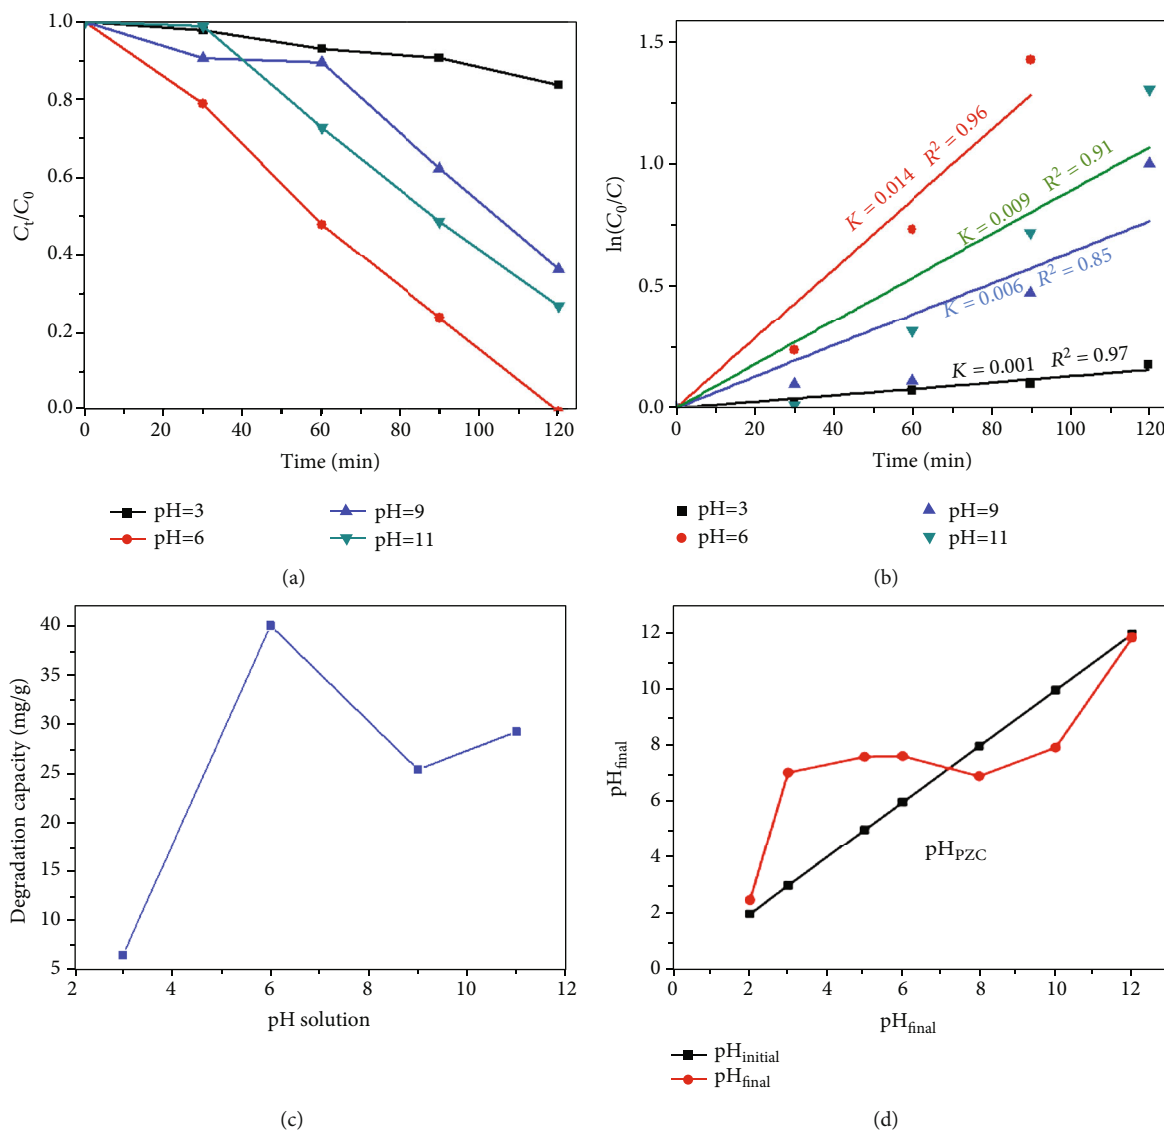 1.0
0.8
0.6
0.4
0.2
0.0
C_t/C_0
0 20 40 60 80 100 120
Time (min)
pH=3 pH=9
pH=6 pH=11
(a)
1.5
1.0
0.5
0.0
ln(C_0/C)
K = 0.014 R² = 0.96
K = 0.009 R² = 0.91
K = 0.006 R² = 0.85
K = 0.001 R² = 0.97
0 20 40 60 80 100 120
Time (min)
pH=3 pH=9
pH=6 pH=11
(b)
40
35
30
25
20
15
10
5
Degradation capacity (mg/g)
2 4 6 8 10 12
pH solution
(c)
12
10
8
6
4
2
0
pH_final
pH_PZC
0 2 4 6 8 10 12
pH_final
pH_initial
pH_final
(d)